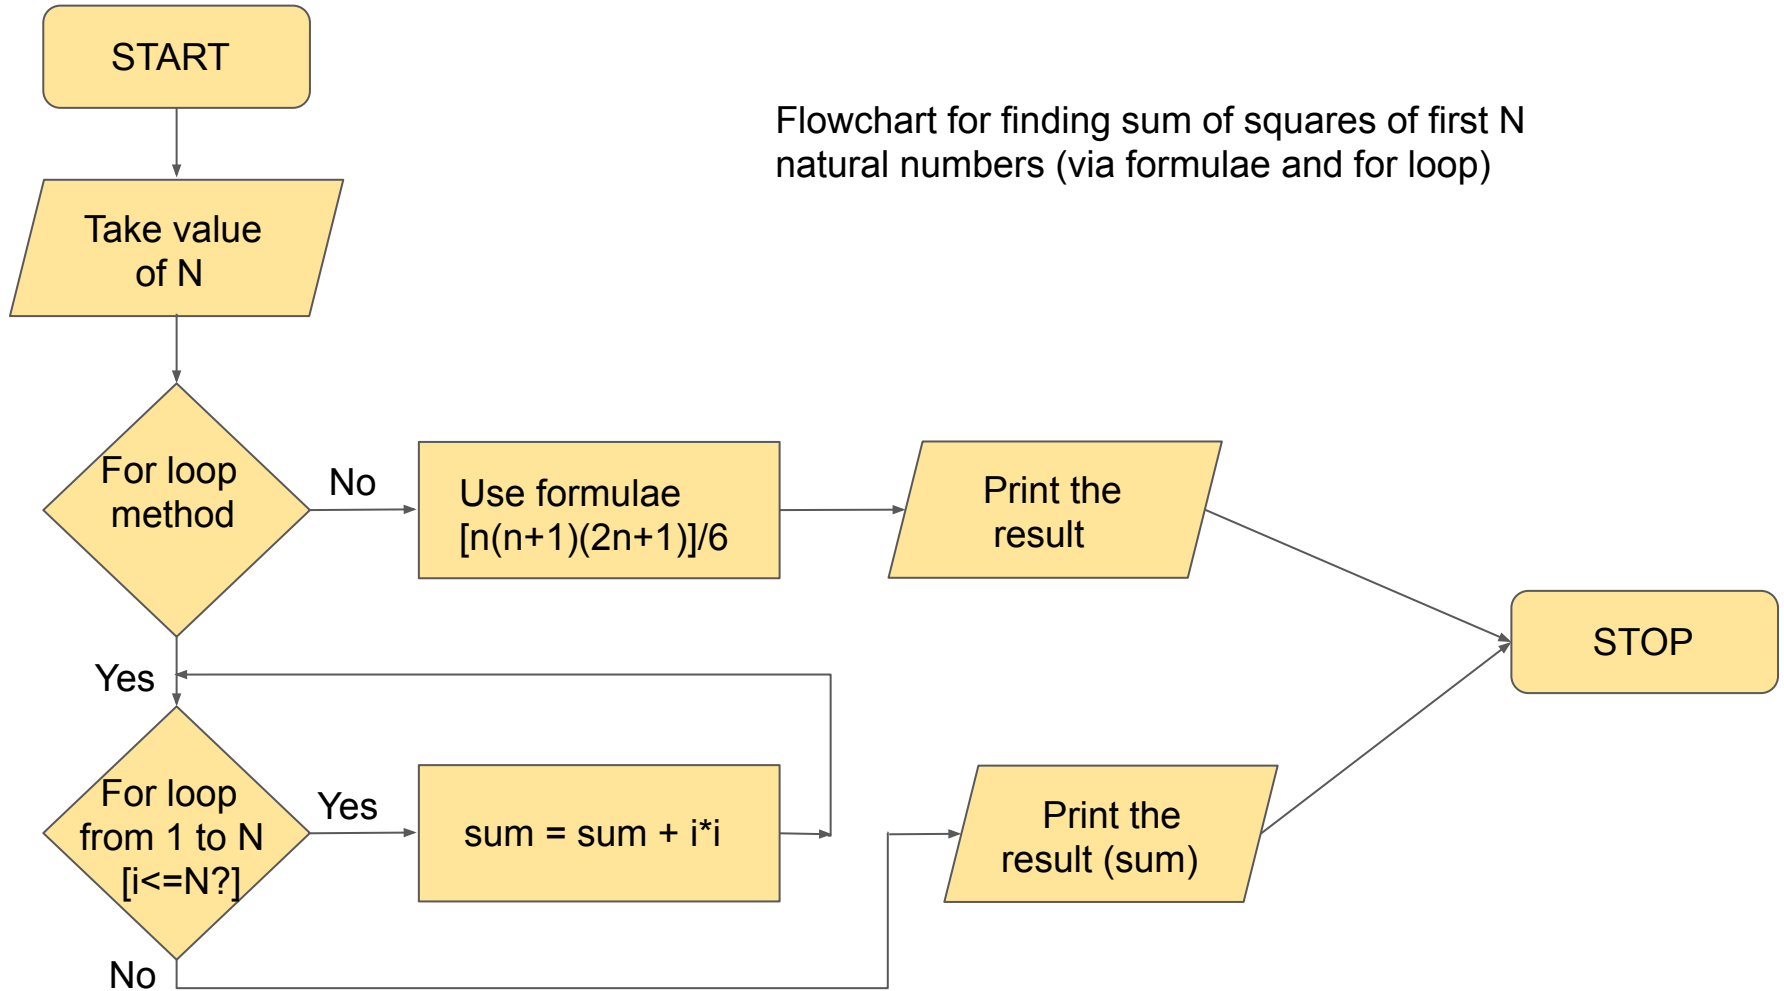 START
Flowchart for finding sum of squares of first N
natural numbers (via formulae and for loop)
Take value
of N
For loop
method
No
Use formulae
[n(n+1)(2n+1)]/6
Print the
result
STOP
Yes
For loop
from 1 to N
[i<=N?]
Yes
sum = sum + i*i
Print the
result (sum)
No